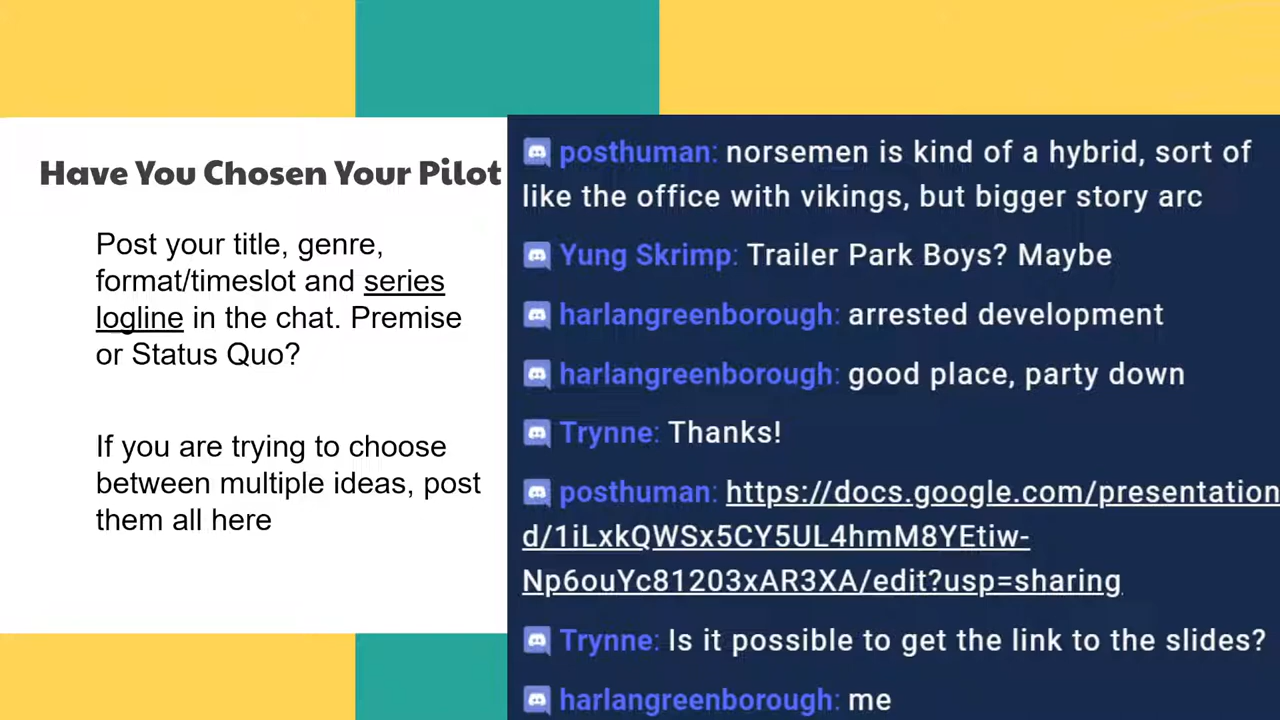 Have You Chosen Your Pilot
Post your title, genre,
format/timeslot and series
logline in the chat. Premise
or Status Quo?
If you are trying to choose
between multiple ideas, post
them all here
posthuman: norsemen is kind of a hybrid, sort of
like the office with vikings, but bigger story arc
Yung Skrimp: Trailer Park Boys? Maybe
harlangreenborough: arrested development
harlangreenborough: good place, party down
Trynne: Thanks!
posthuman: https://docs.google.com/presentation
d/1iLxkQWSx5CY5UL4hmM8YEtiw-
Np6ouYc81203xAR3XA/edit?usp=sharing
Trynne: Is it possible to get the link to the slides?
harlangreenborough: me